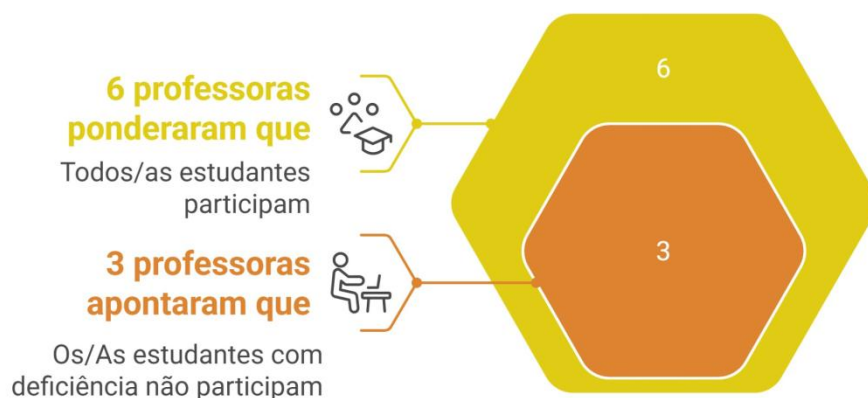 6 professoras
ponderaram que
Todos/as estudantes
participam
3 professoras
apontaram que
Os/As estudantes com
deficiência não participam
6
3